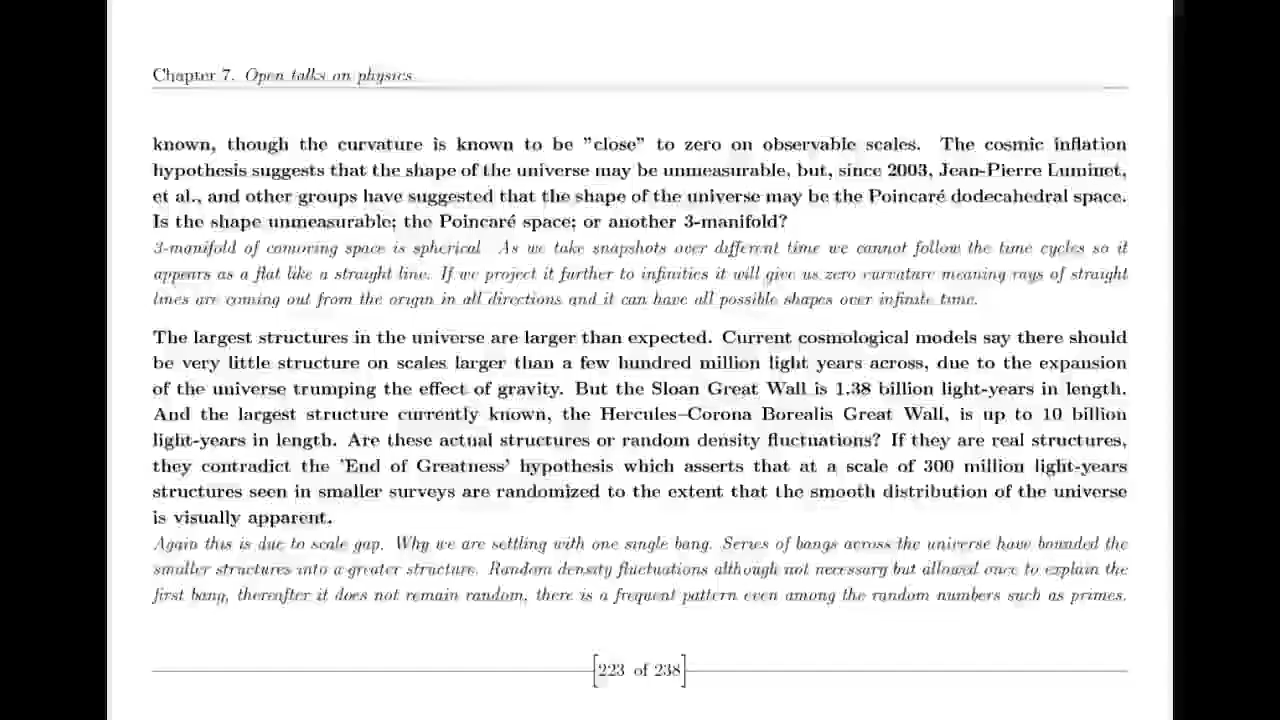 Chapter 7. Open talks on physics
known, though the curvature is known to be ”close” to zero on observable scales. The cosmic inflation
hypothesis suggests that the shape of the universe may be unmeasurable, but, since 2003, Jean-Pierre Luminet,
et al., and other groups have suggested that the shape of the universe may be the Poincaré dodecahedral space.
Is the shape unmeasurable; the Poincaré space; or another 3-manifold?
3-manifold of comoving space is spherical. As we take snapshots over different time we cannot follow the time cycles so it
appears as a flat like a straight line. If we project it further to infinities it will give us zero curvature meaning rays of straight
lines are coming out from the origin in all directions and it can have all possible shapes over infinite time.
The largest structures in the universe are larger than expected. Current cosmological models say there should
be very little structure on scales larger than a few hundred million light years across, due to the expansion
of the universe trumping the effect of gravity. But the Sloan Great Wall is 1.38 billion light-years in length.
And the largest structure currently known, the Hercules–Corona Borealis Great Wall, is up to 10 billion
light-years in length. Are these actual structures or random density fluctuations? If they are real structures,
they contradict the ’End of Greatness’ hypothesis which asserts that at a scale of 300 million light-years
structures seen in smaller surveys are randomized to the extent that the smooth distribution of the universe
is visually apparent.
Again this is due to scale gap. Why we are settling with one single bang. Series of bangs across the universe have bounded the
smaller structures into a greater structure. Random density fluctuations although not necessary but allowed once to explain the
first bang, thereafter it does not remain random, there is a frequent pattern even among the random numbers such as primes.
223 of 238